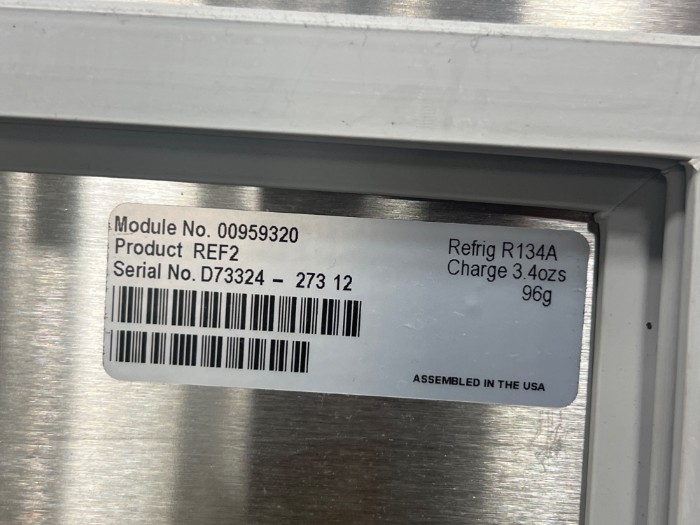 Module No. 00959320
Product REF2
Serial No. D73324 - 273 12
Refrig R134A
Charge 3.4ozs
96g
ASSEMBLED IN THE USA